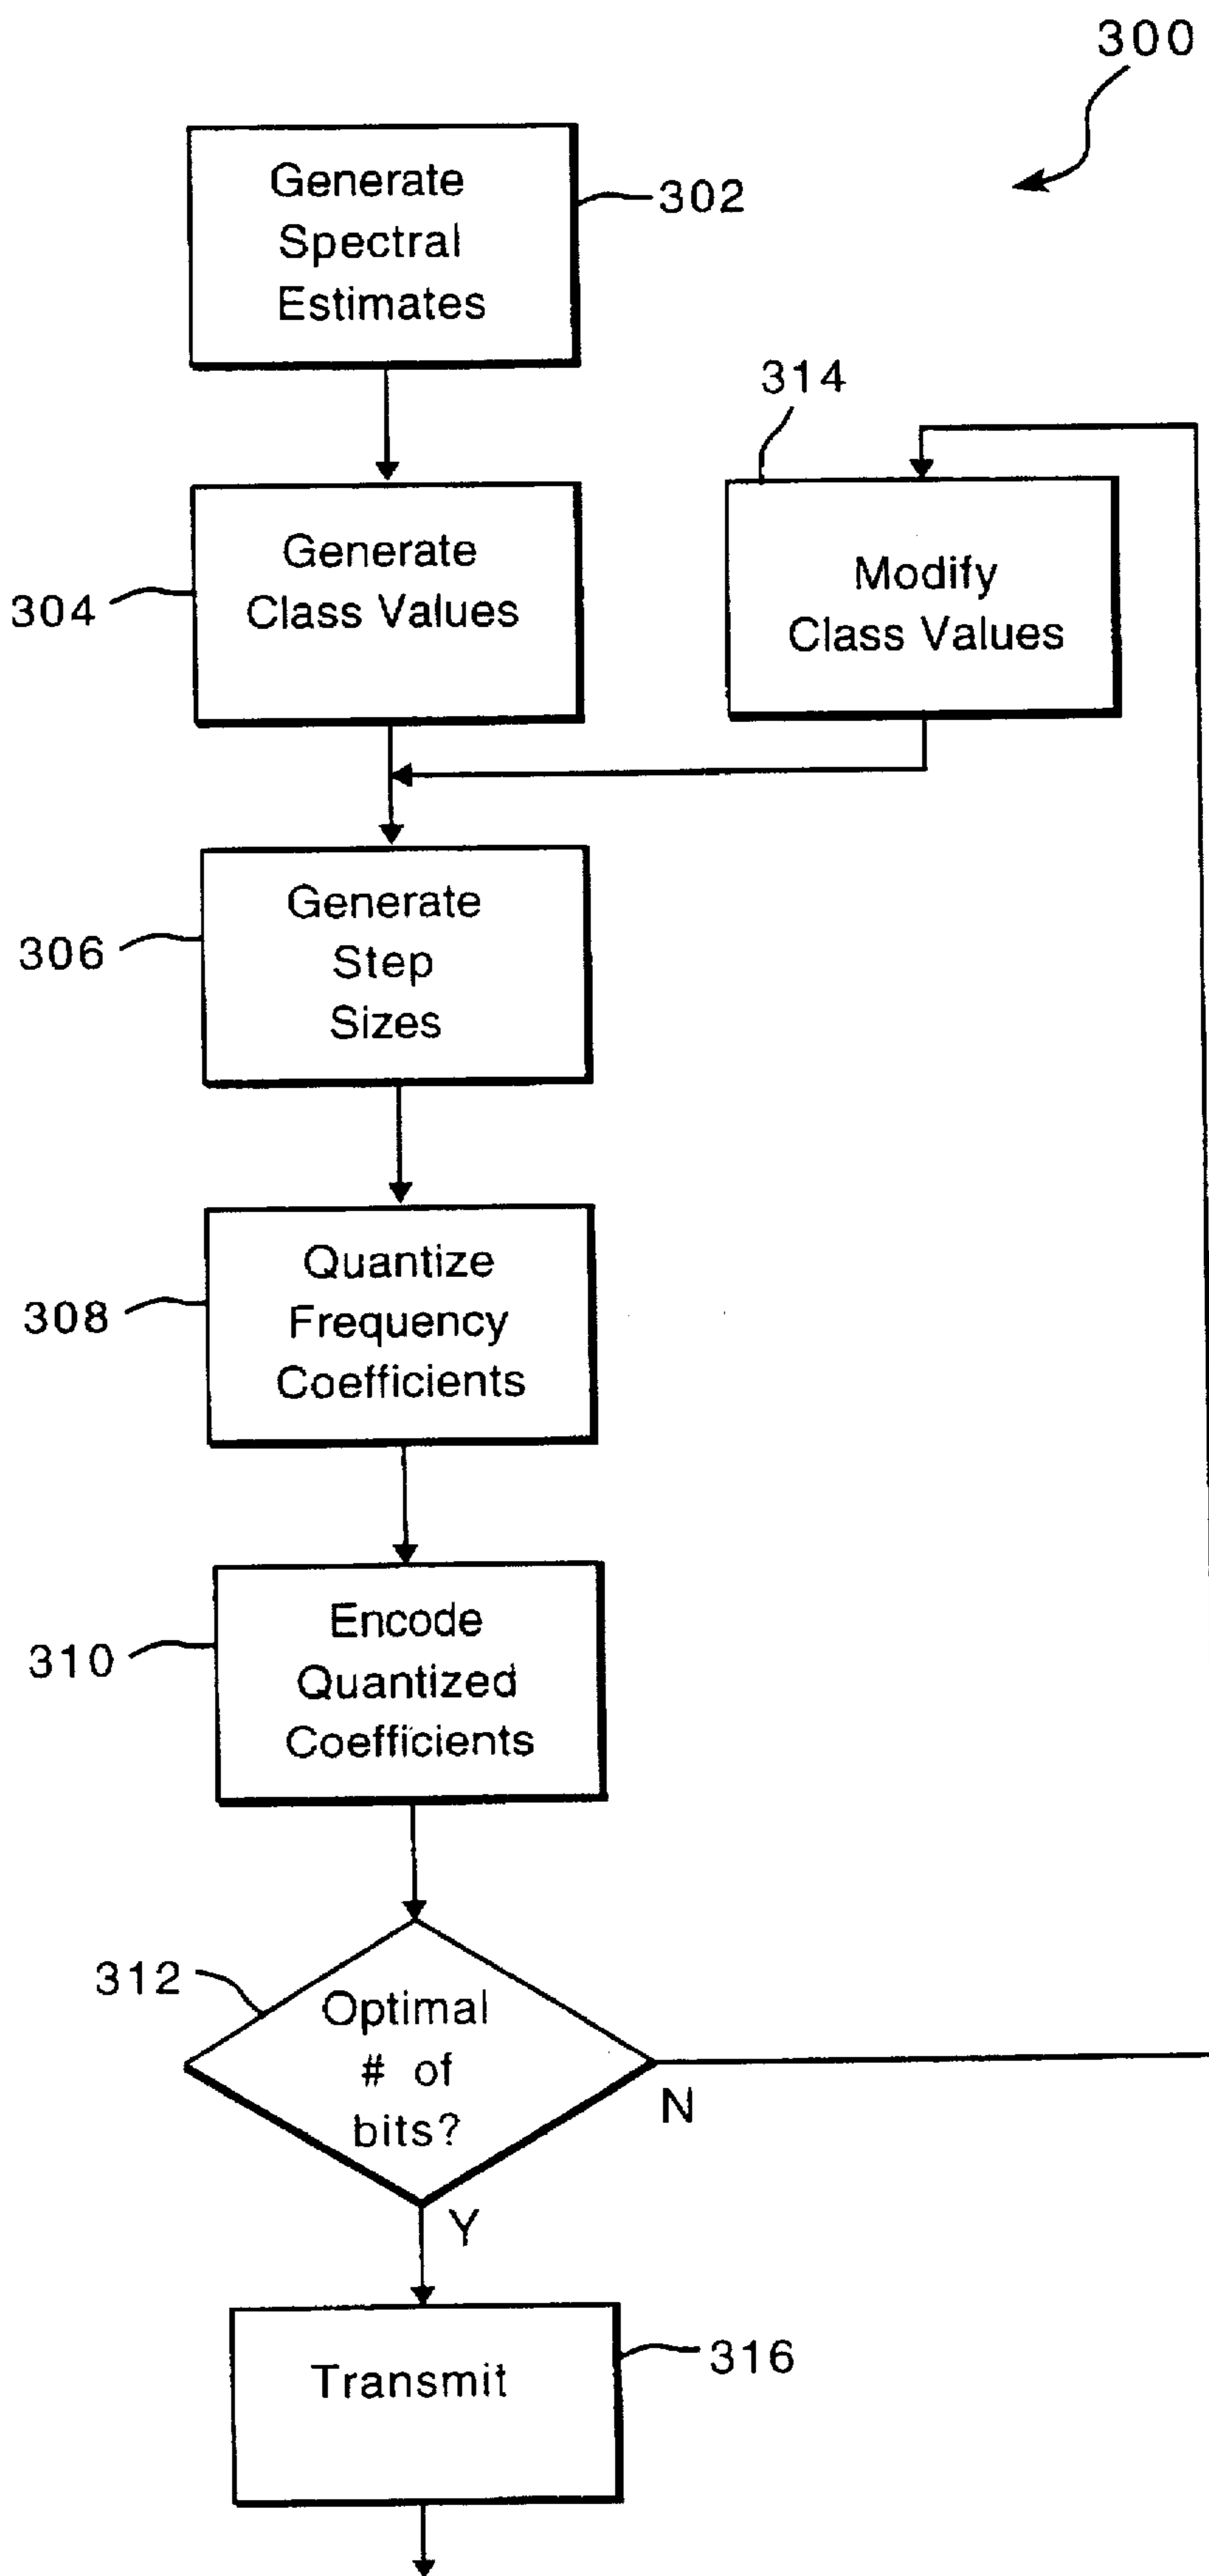 300
Generate
Spectral
Estimates
302
314
Generate
Class Values
304
Modify
Class Values
Generate
Step
Sizes
306
Quantize
Frequency
Coefficients
308
Encode
Quantized
Coefficients
310
312
Optimal
# of
bits?
N
Y
Transmit
316